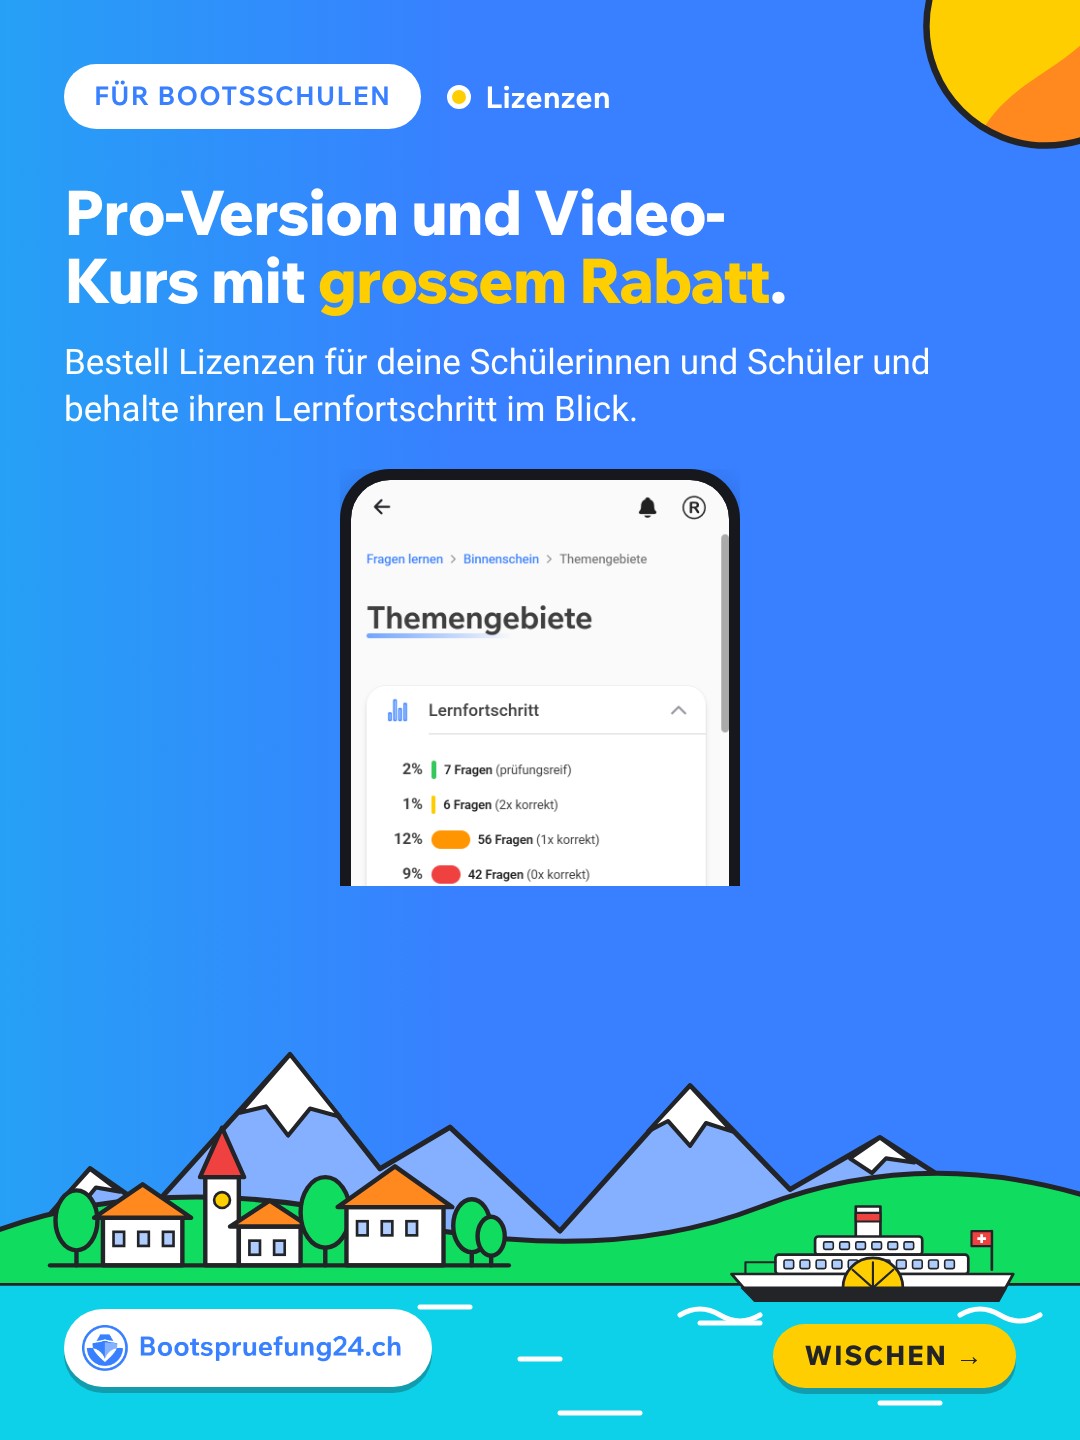 FÜR BOOTSSCHULEN
Lizenzen
Pro-Version und Video-
Kurs mit grossem Rabatt.
Bestell Lizenzen für deine Schülerinnen und Schüler und
behalte ihren Lernfortschritt im Blick.
R
Fragen lernen > Binnenschein > Themengebiete
Themengebiete
Lernfortschritt
2% 7 Fragen (prüfungsreif)
1% 6 Fragen (2x korrekt)
12% 56 Fragen (1x korrekt)
9% 42 Fragen (0x korrekt)
Bootspruefung24.ch
WISCHEN →